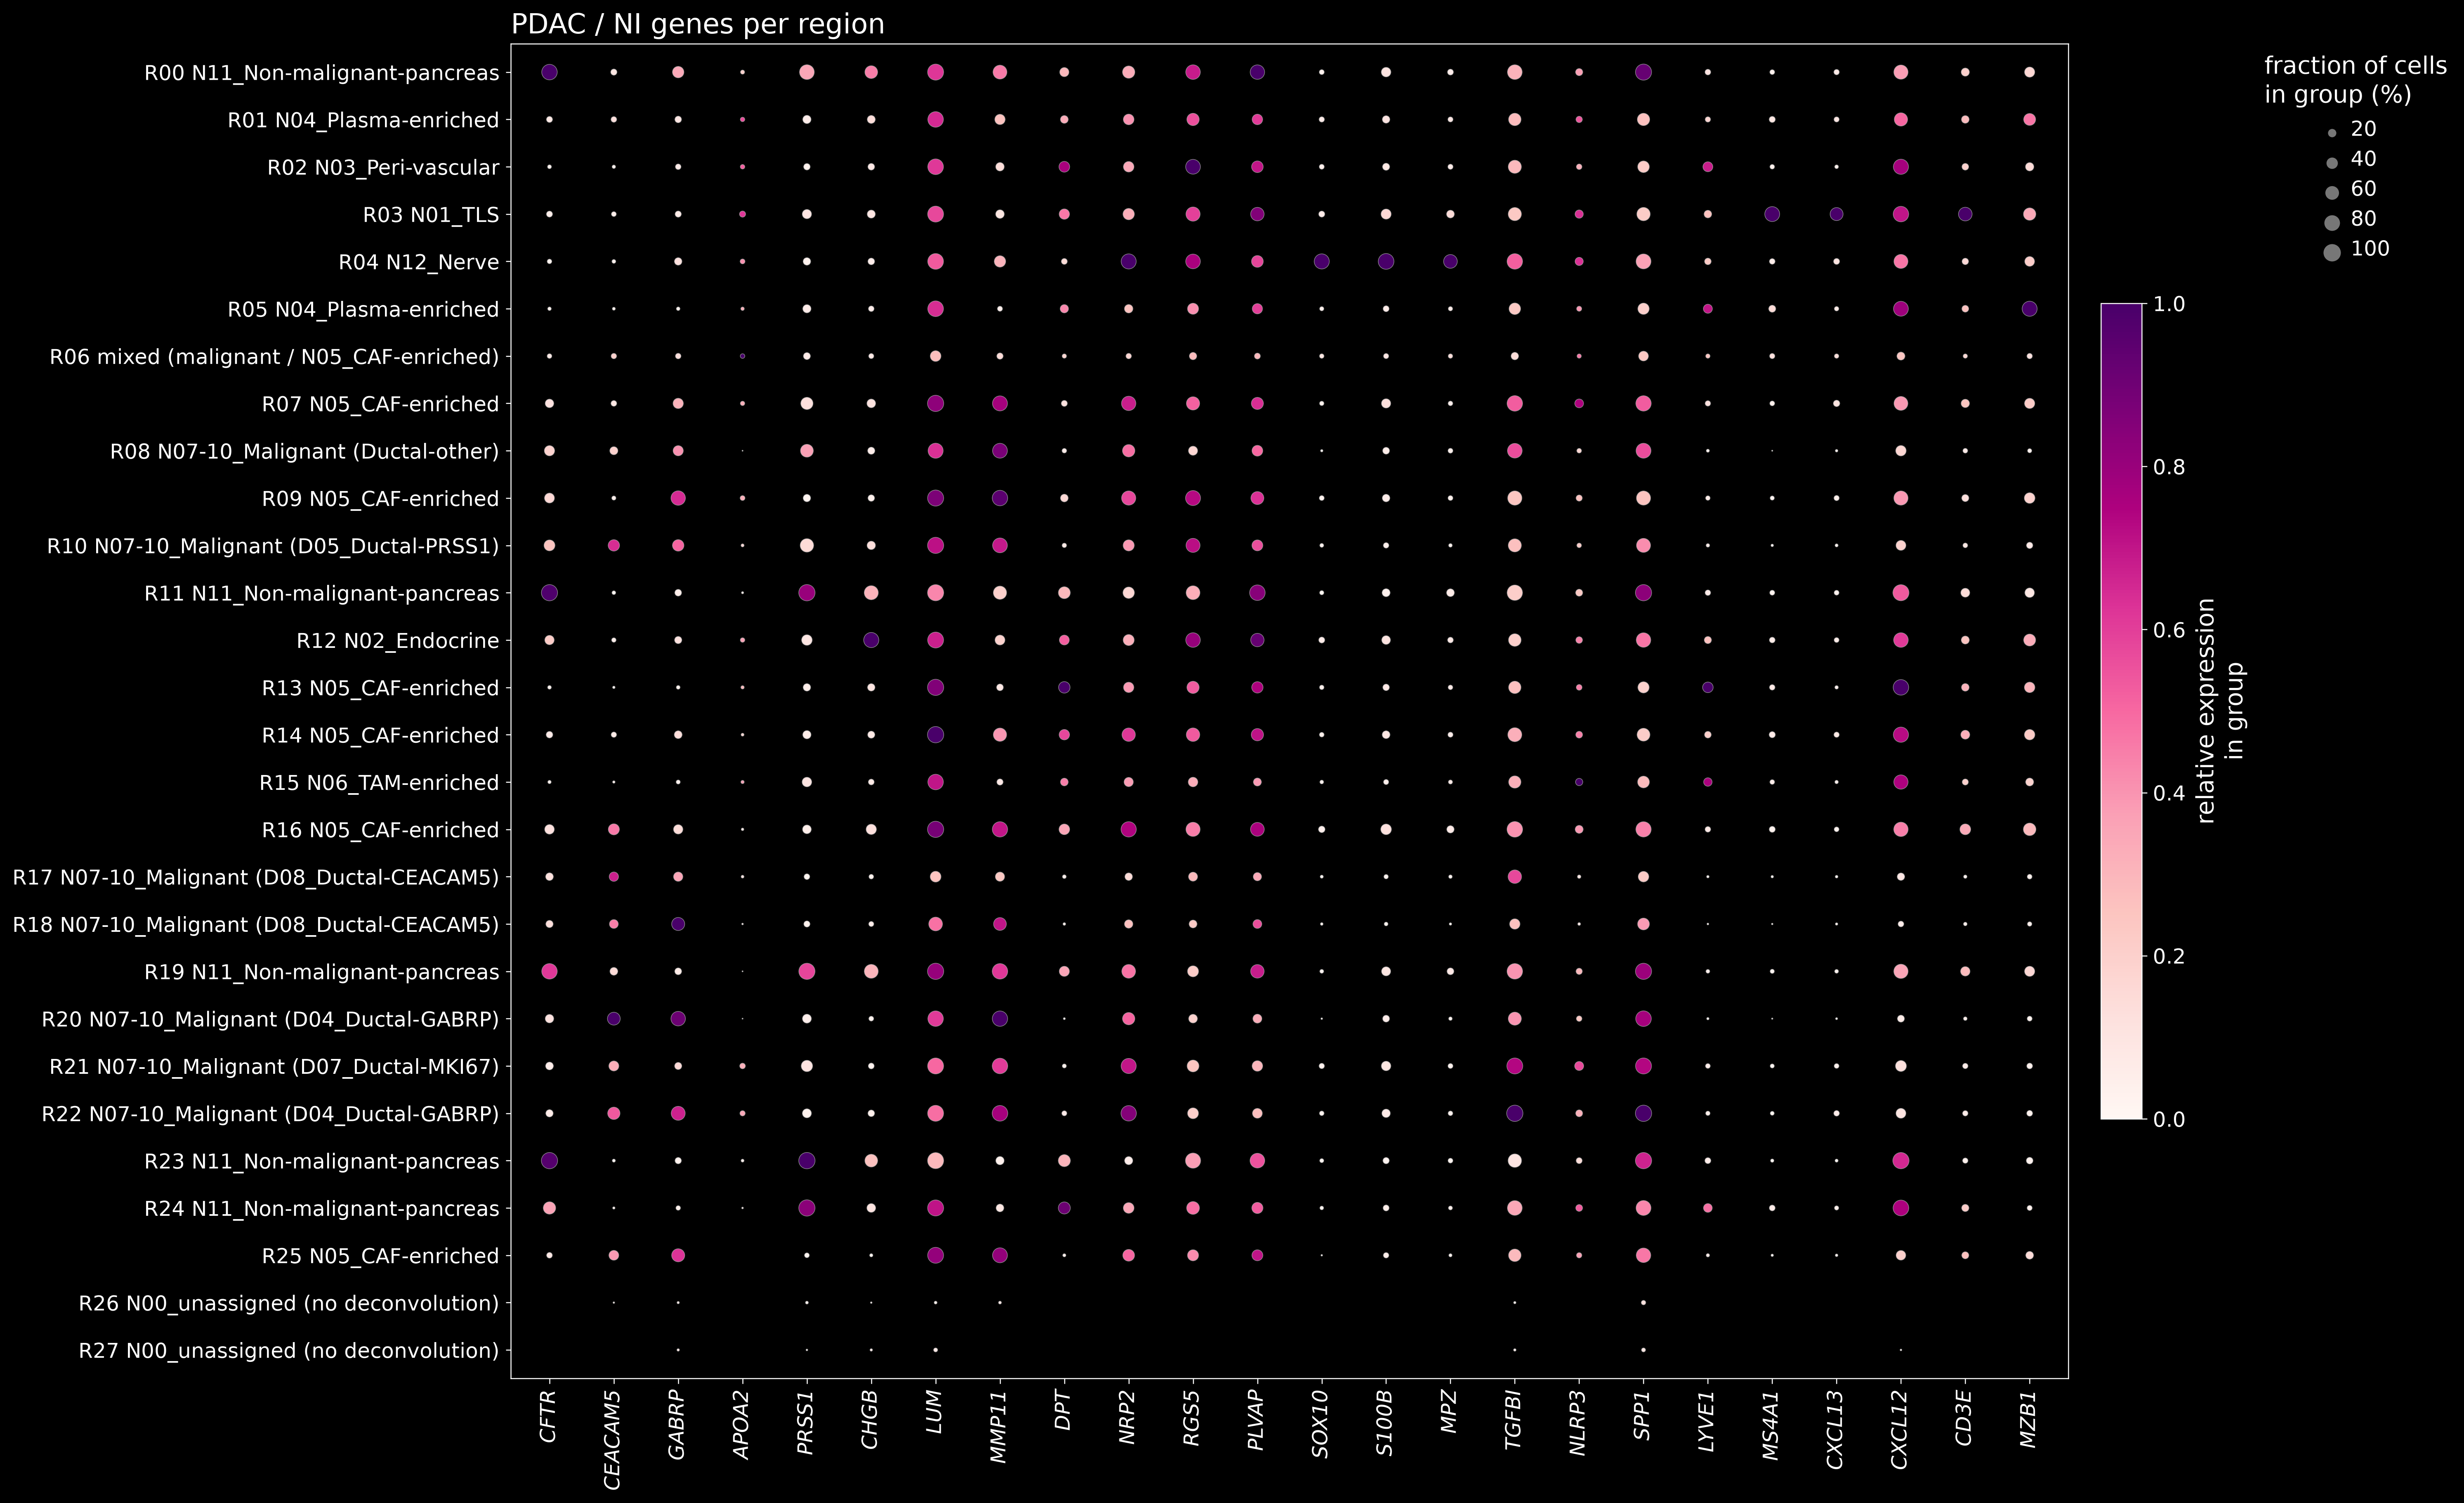 PDAC / NI genes per region
R00 N11_Non-malignant-pancreas
R01 N04_Plasma-enriched
R02 N03_Peri-vascular
R03 N01_TLS
R04 N12_Nerve
R05 N04_Plasma-enriched
R06 mixed (malignant / N05_CAF-enriched)
R07 N05_CAF-enriched
R08 N07-10_Malignant (Ductal-other)
R09 N05_CAF-enriched
R10 N07-10_Malignant (D05_Ductal-PRSS1)
R11 N11_Non-malignant-pancreas
R12 N02_Endocrine
R13 N05_CAF-enriched
R14 N05_CAF-enriched
R15 N06_TAM-enriched
R16 N05_CAF-enriched
R17 N07-10_Malignant (D08_Ductal-CEACAM5)
R18 N07-10_Malignant (D08_Ductal-CEACAM5)
R19 N11_Non-malignant-pancreas
R20 N07-10_Malignant (D04_Ductal-GABRP)
R21 N07-10_Malignant (D07_Ductal-MKI67)
R22 N07-10_Malignant (D04_Ductal-GABRP)
R23 N11_Non-malignant-pancreas
R24 N11_Non-malignant-pancreas
R25 N05_CAF-enriched
R26 N00_unassigned (no deconvolution)
R27 N00_unassigned (no deconvolution)
CFTR
CEACAM5
GABRP
APOA2
PRSS1
CHGB
LUM
MMP11
DPT
NRP2
RGS5
PLVAP
SOX10
S100B
MPZ
TGFBI
NLRP3
SPP1
LYVE1
MS4A1
CXCL13
CXCL12
CD3E
MZB1
fraction of cells
in group (%)
20
40
60
80
100
1.0
0.8
0.6
0.4
0.2
0.0
relative expression
in group